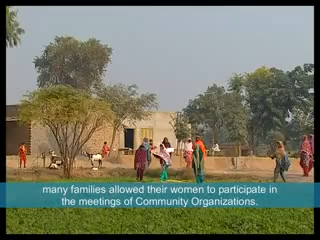 many families allowed their women to participate in
the meetings of Community Organizations.